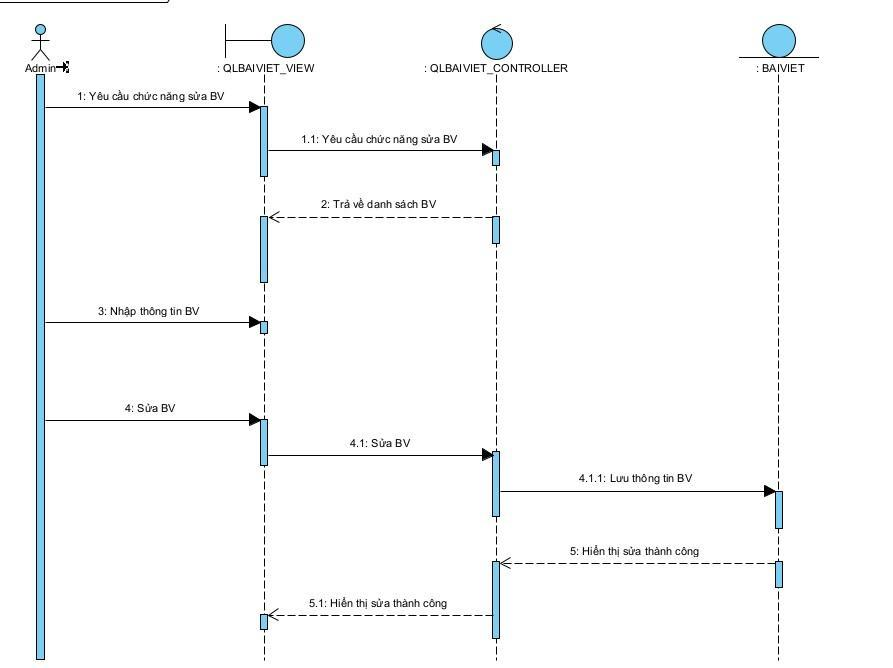 Admin
: QLBAIVIET_VIEW
: QLBAIVIET_CONTROLLER
: BAIVIET
1: Yêu cầu chức năng sửa BV
1.1: Yêu cầu chức năng sửa BV
2: Trả về danh sách BV
3: Nhập thông tin BV
4: Sửa BV
4.1: Sửa BV
4.1.1: Lưu thông tin BV
5: Hiển thị sửa thành công
5.1: Hiển thị sửa thành công